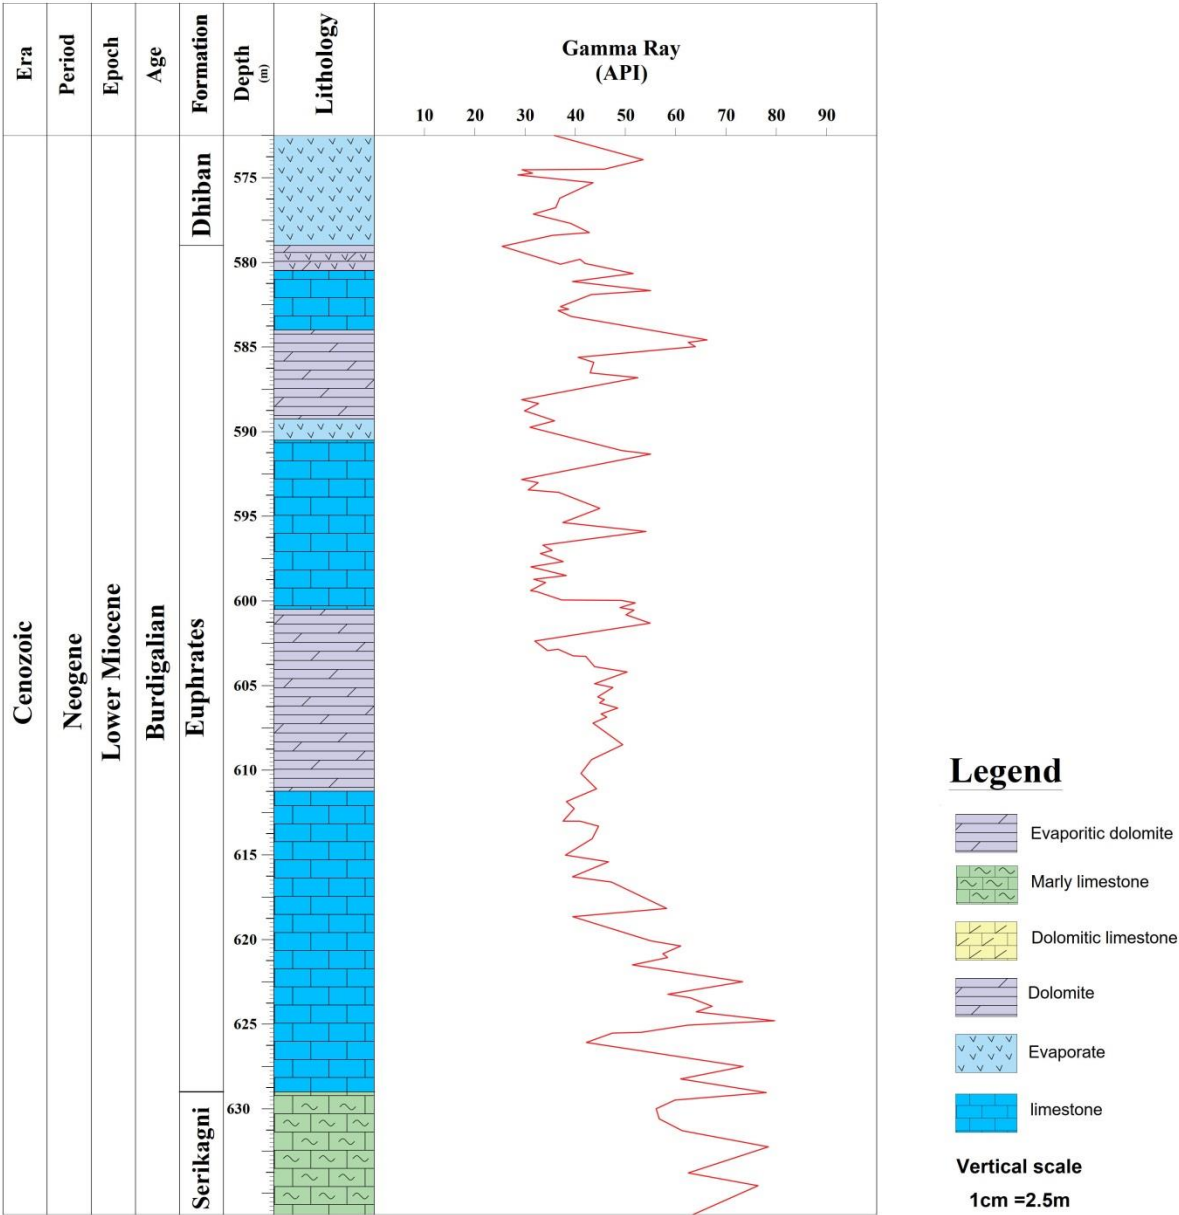 Era
Period
Epoch
Age
Formation
Depth
(m)
Lithology
Gamma Ray
(API)
10 20 30 40 50 60 70 80 90
Cenozoic
Neogene
Lower Miocene
Burdigalian
Dhiban
Euphrates
Serikagni
575
580
585
590
595
600
605
610
615
620
625
630
Legend
Evaporitic dolomite
Marly limestone
Dolomitic limestone
Dolomite
Evaporate
limestone
Vertical scale
1cm =2.5m